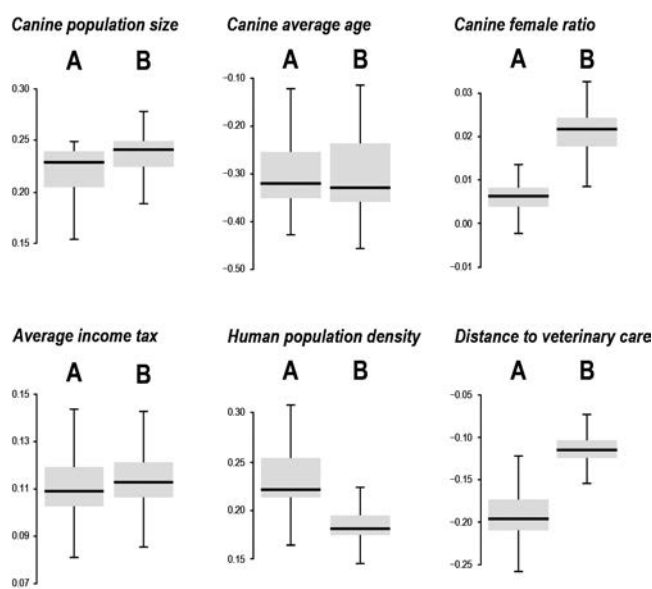 Canine population size
A B
0.30
0.25
0.20
0.15
Canine average age
A B
−0.10
−0.20
−0.30
−0.40
−0.50
Canine female ratio
A B
0.03
0.02
0.01
0.00
−0.01
Average income tax
A B
0.15
0.13
0.11
0.09
0.07
Human population density
A B
0.30
0.25
0.20
0.15
Distance to veterinary care
A B
−0.05
−0.10
−0.15
−0.20
−0.25